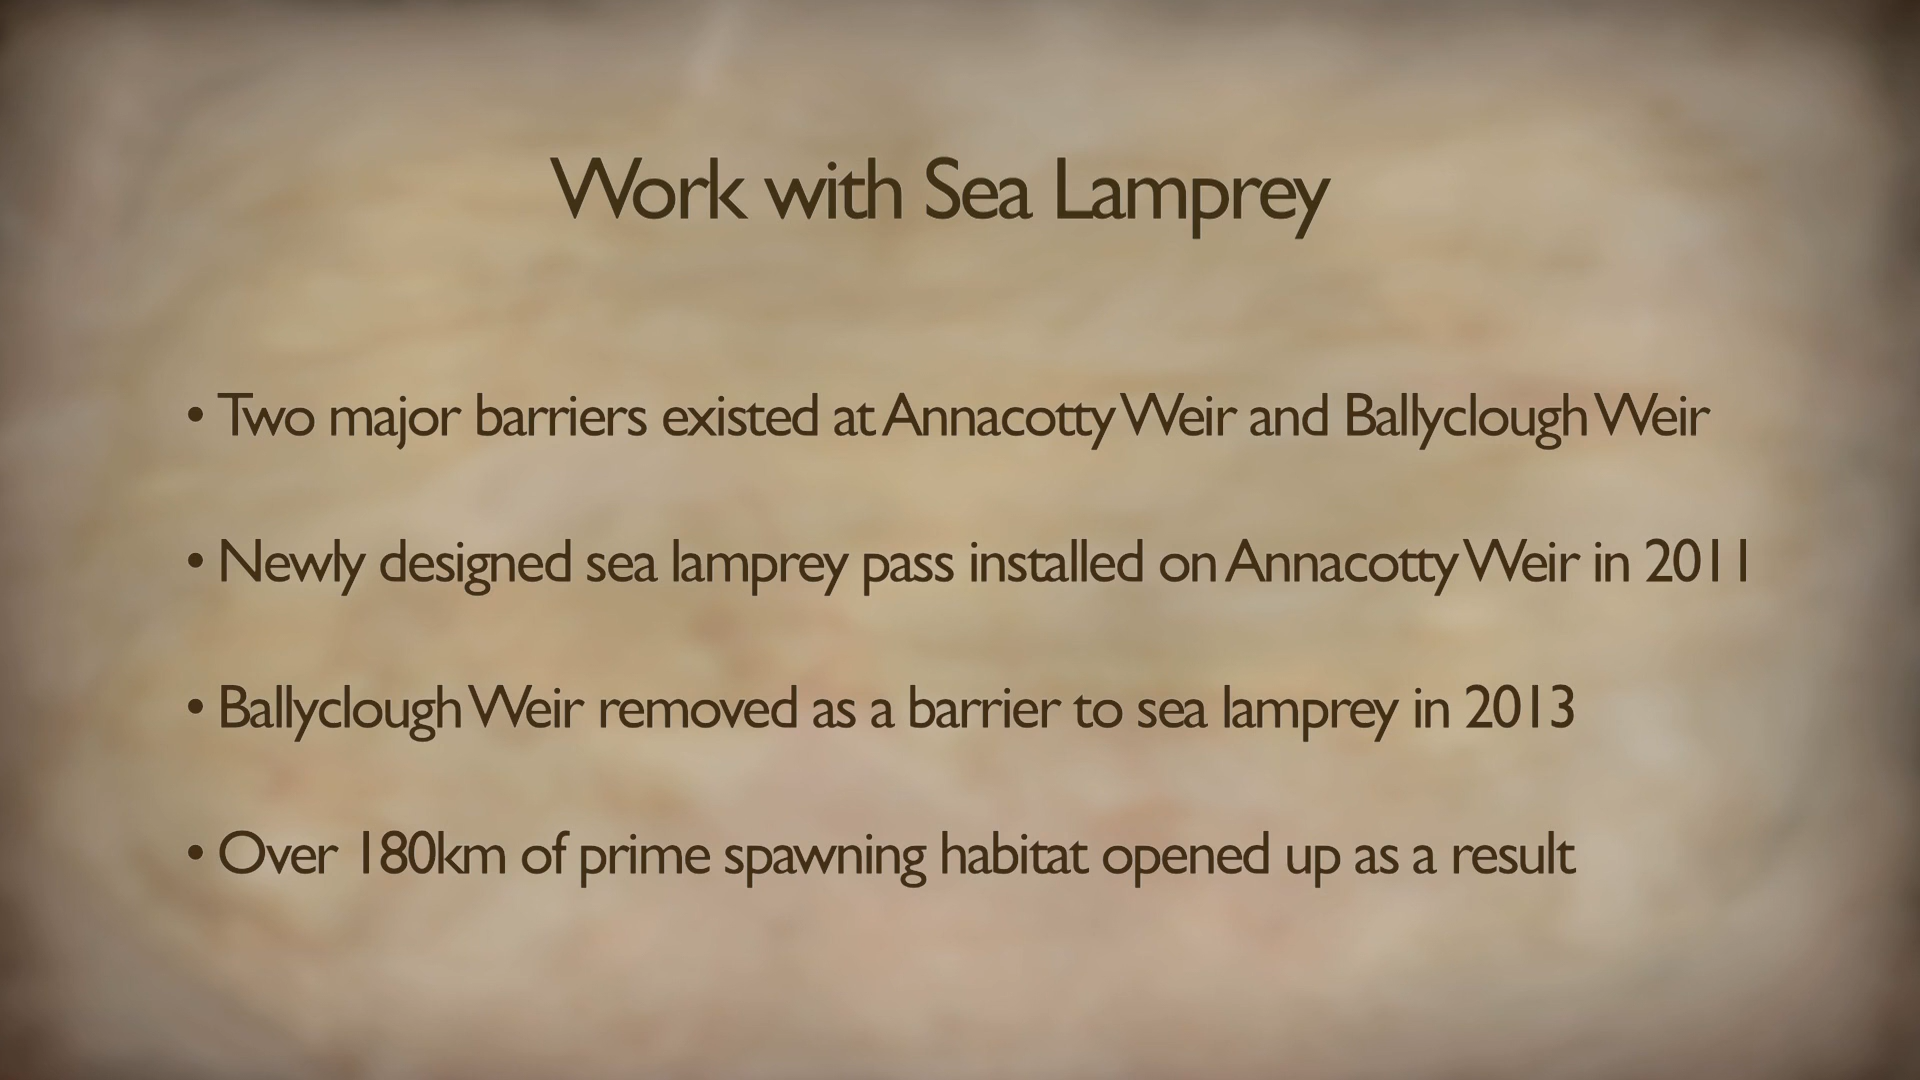 Work with Sea Lamprey
• Two major barriers existed at Annacotty Weir and Ballyclough Weir
• Newly designed sea lamprey pass installed on Annacotty Weir in 2011
• Ballyclough Weir removed as a barrier to sea lamprey in 2013
• Over 180km of prime spawning habitat opened up as a result